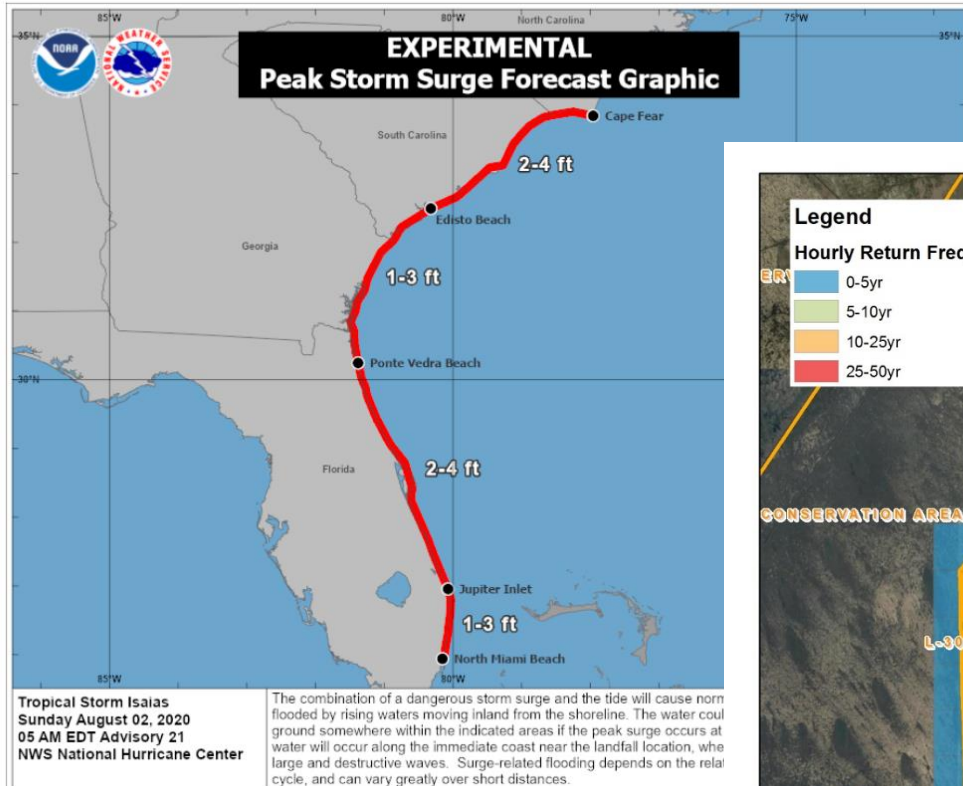 85°W
80°W
75°W
North Carolina
35°N
35°N
NOAA
NATIONAL WEATHER SERVICE
EXPERIMENTAL
Peak Storm Surge Forecast Graphic
Cape Fear
South Carolina
2-4 ft
Edisto Beach
Georgia
1-3 ft
Ponte Vedra Beach
30°N
Florida
2-4 ft
Jupiter Inlet
1-3 ft
North Miami Beach
85°W
80°W
Tropical Storm Isaias
Sunday August 02, 2020
05 AM EDT Advisory 21
NWS National Hurricane Center
The combination of a dangerous storm surge and the tide will cause norm
flooded by rising waters moving inland from the shoreline. The water coul
ground somewhere within the indicated areas if the peak surge occurs at
water will occur along the immediate coast near the landfall location, whe
large and destructive waves. Surge-related flooding depends on the relat
cycle, and can vary greatly over short distances.
Legend
Hourly Return Freq
0-5yr
5-10yr
10-25yr
25-50yr
ERV
CONSERVATION AREA
L-30